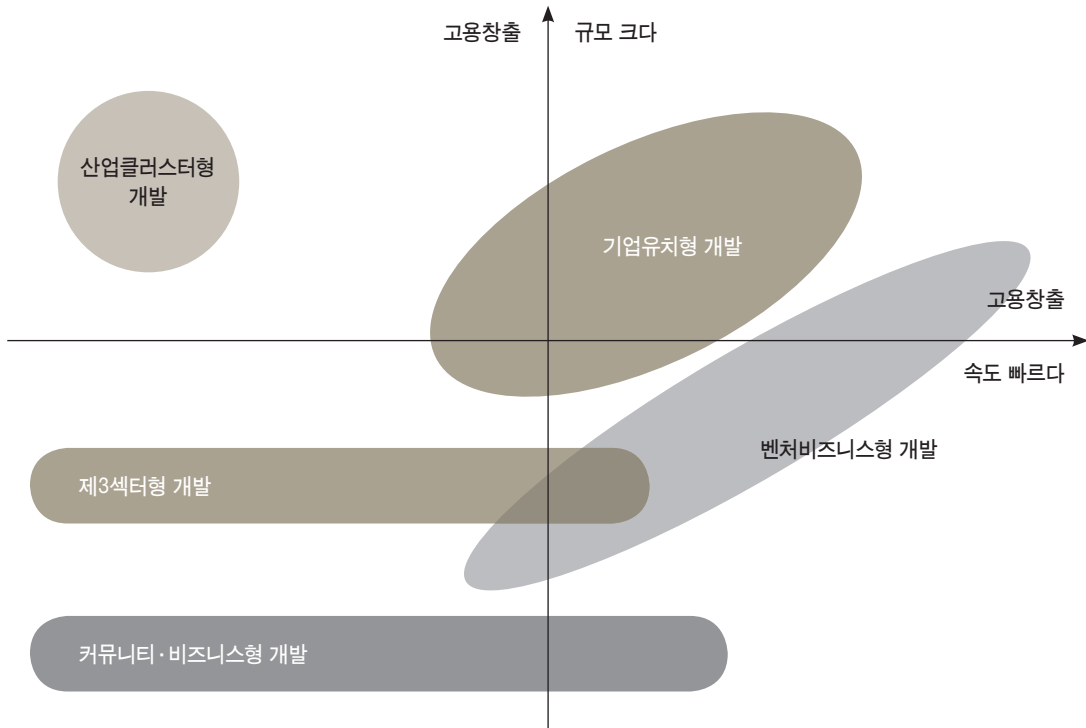 고용창출 규모 크다
산업클러스터형
개발
기업유치형 개발
고용창출
속도 빠르다
벤처비즈니스형 개발
제3섹터형 개발
커뮤니티·비즈니스형 개발